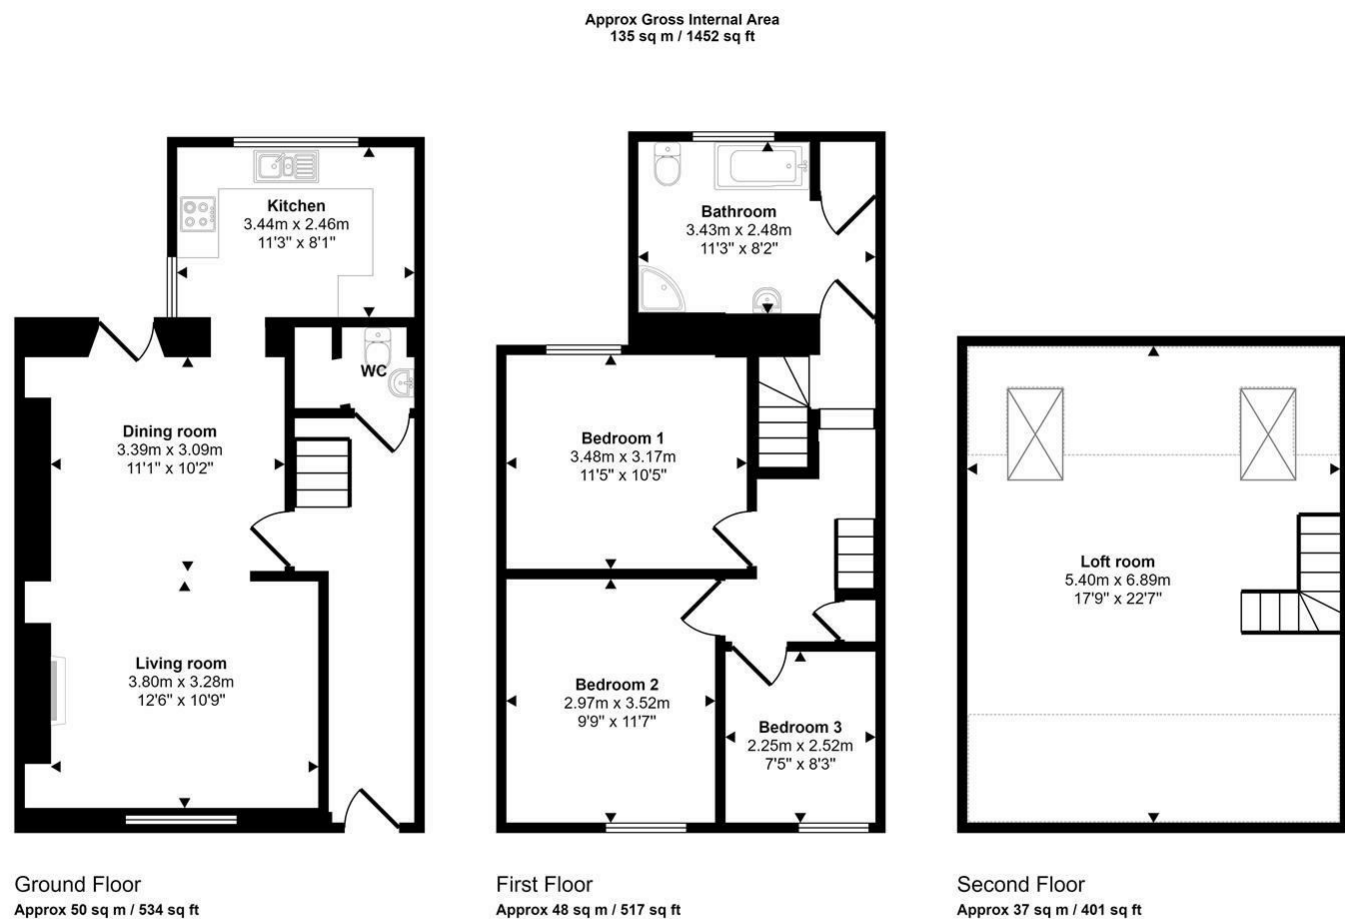 Approx Gross Internal Area
135 sq m / 1452 sq ft
Kitchen
3.44m x 2.46m
11'3" x 8'1"
WC
Dining room
3.39m x 3.09m
11'1" x 10'2"
Living room
3.80m x 3.28m
12'6" x 10'9"
Ground Floor
Approx 50 sq m / 534 sq ft
Bathroom
3.43m x 2.48m
11'3" x 8'2"
Bedroom 1
3.48m x 3.17m
11'5" x 10'5"
Bedroom 2
2.97m x 3.52m
9'9" x 11'7"
Bedroom 3
2.25m x 2.52m
7'5" x 8'3"
First Floor
Approx 48 sq m / 517 sq ft
Loft room
5.40m x 6.89m
17'9" x 22'7"
Second Floor
Approx 37 sq m / 401 sq ft